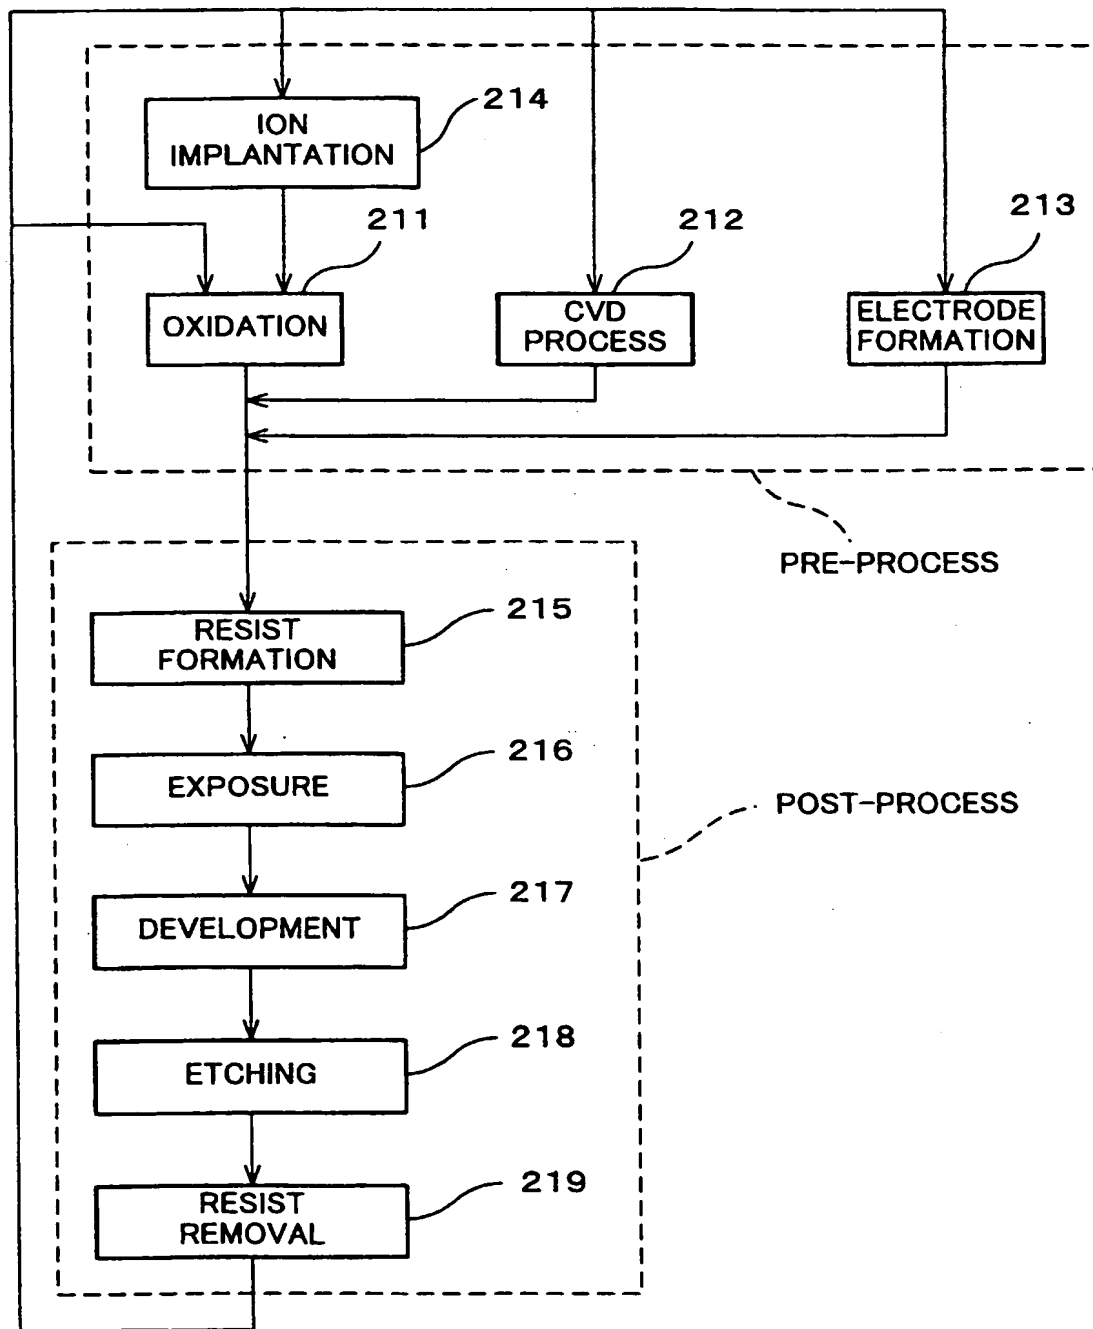 214
ION
IMPLANTATION
211
212
213
OXIDATION
CVD
PROCESS
ELECTRODE
FORMATION
PRE-PROCESS
215
RESIST
FORMATION
216
EXPOSURE
POST-PROCESS
217
DEVELOPMENT
218
ETCHING
219
RESIST
REMOVAL